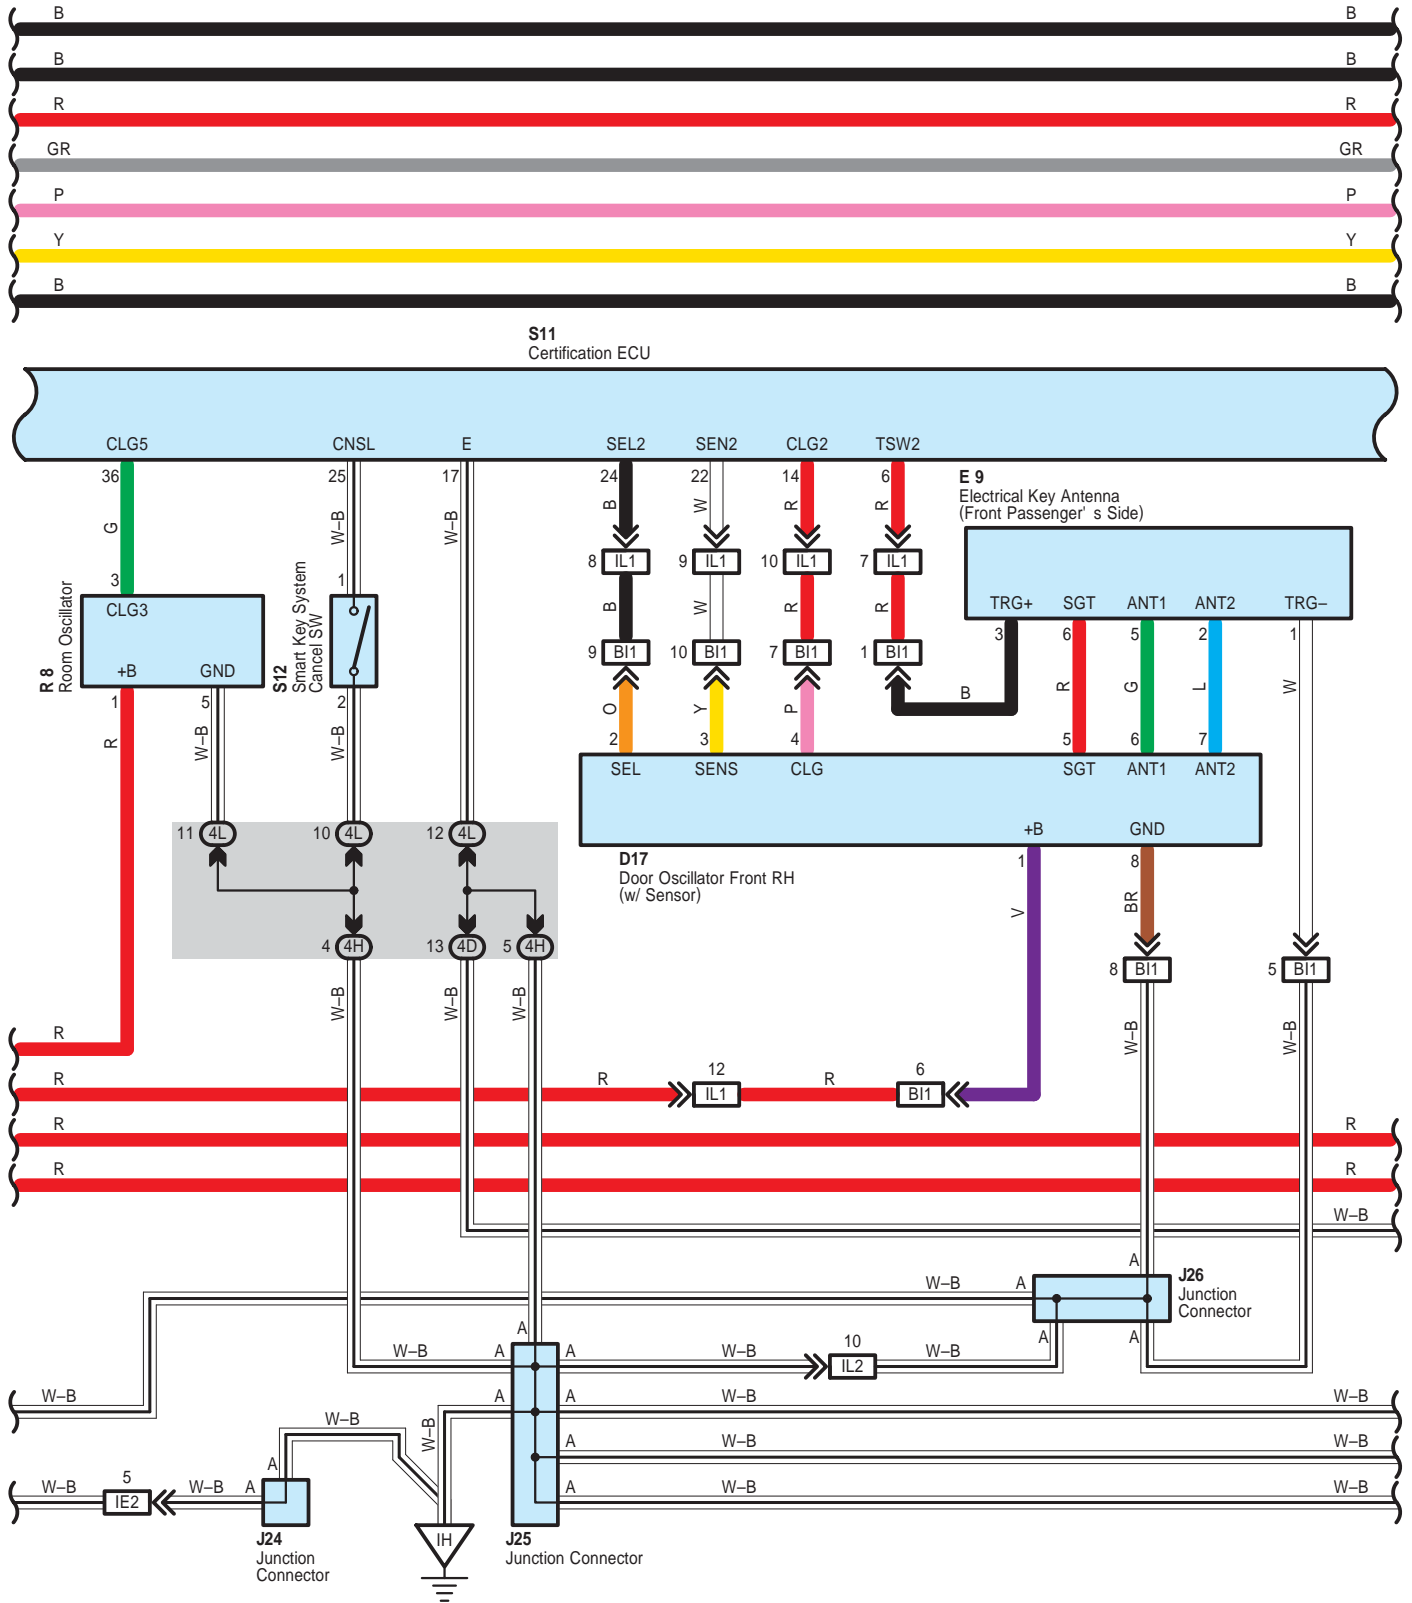 B B
B B
R R
GR GR
P P
Y Y
B B
S11
Certification ECU
CLG5 CNSL E SEL2 SEN2 CLG2 TSW2
36 25 17 24 22 14 6
G W–B W–B B W R R
E 9
Electrical Key Antenna
(Front Passenger' s Side)
8 IL1 9 IL1 10 IL1 7 IL1
3 1
R 8
Room Oscillator
CLG3
+B GND
S12
Smart Key System
Cancel SW
B W R R
TRG+ SGT ANT1 ANT2 TRG–
3 6 5 2 1
9 BI1 10 BI1 7 BI1 1 BI1
1 5 2
R W–B W–B O Y P B R G L W
2 3 4 5 6 7
SEL SENS CLG SGT ANT1 ANT2
+B GND
11 4L 10 4L 12 4L
D17
Door Oscillator Front RH
(w/ Sensor)
1 8
V BR
4 4H 13 4D 5 4H
8 BI1 5 BI1
W–B W–B W–B W–B W–B
R
R R 12 IL1 R 6 BI1
R R
R R
W–B
A
J26
Junction
Connector
W–B A
A A A
W–B A A W–B 10 IL2 W–B
W–B A A W–B W–B
W–B W–B
A W–B W–B
A
W–B 5 IE2 W–B A
A W–B W–B
IH
J24
Junction
Connector
J25
Junction Connector